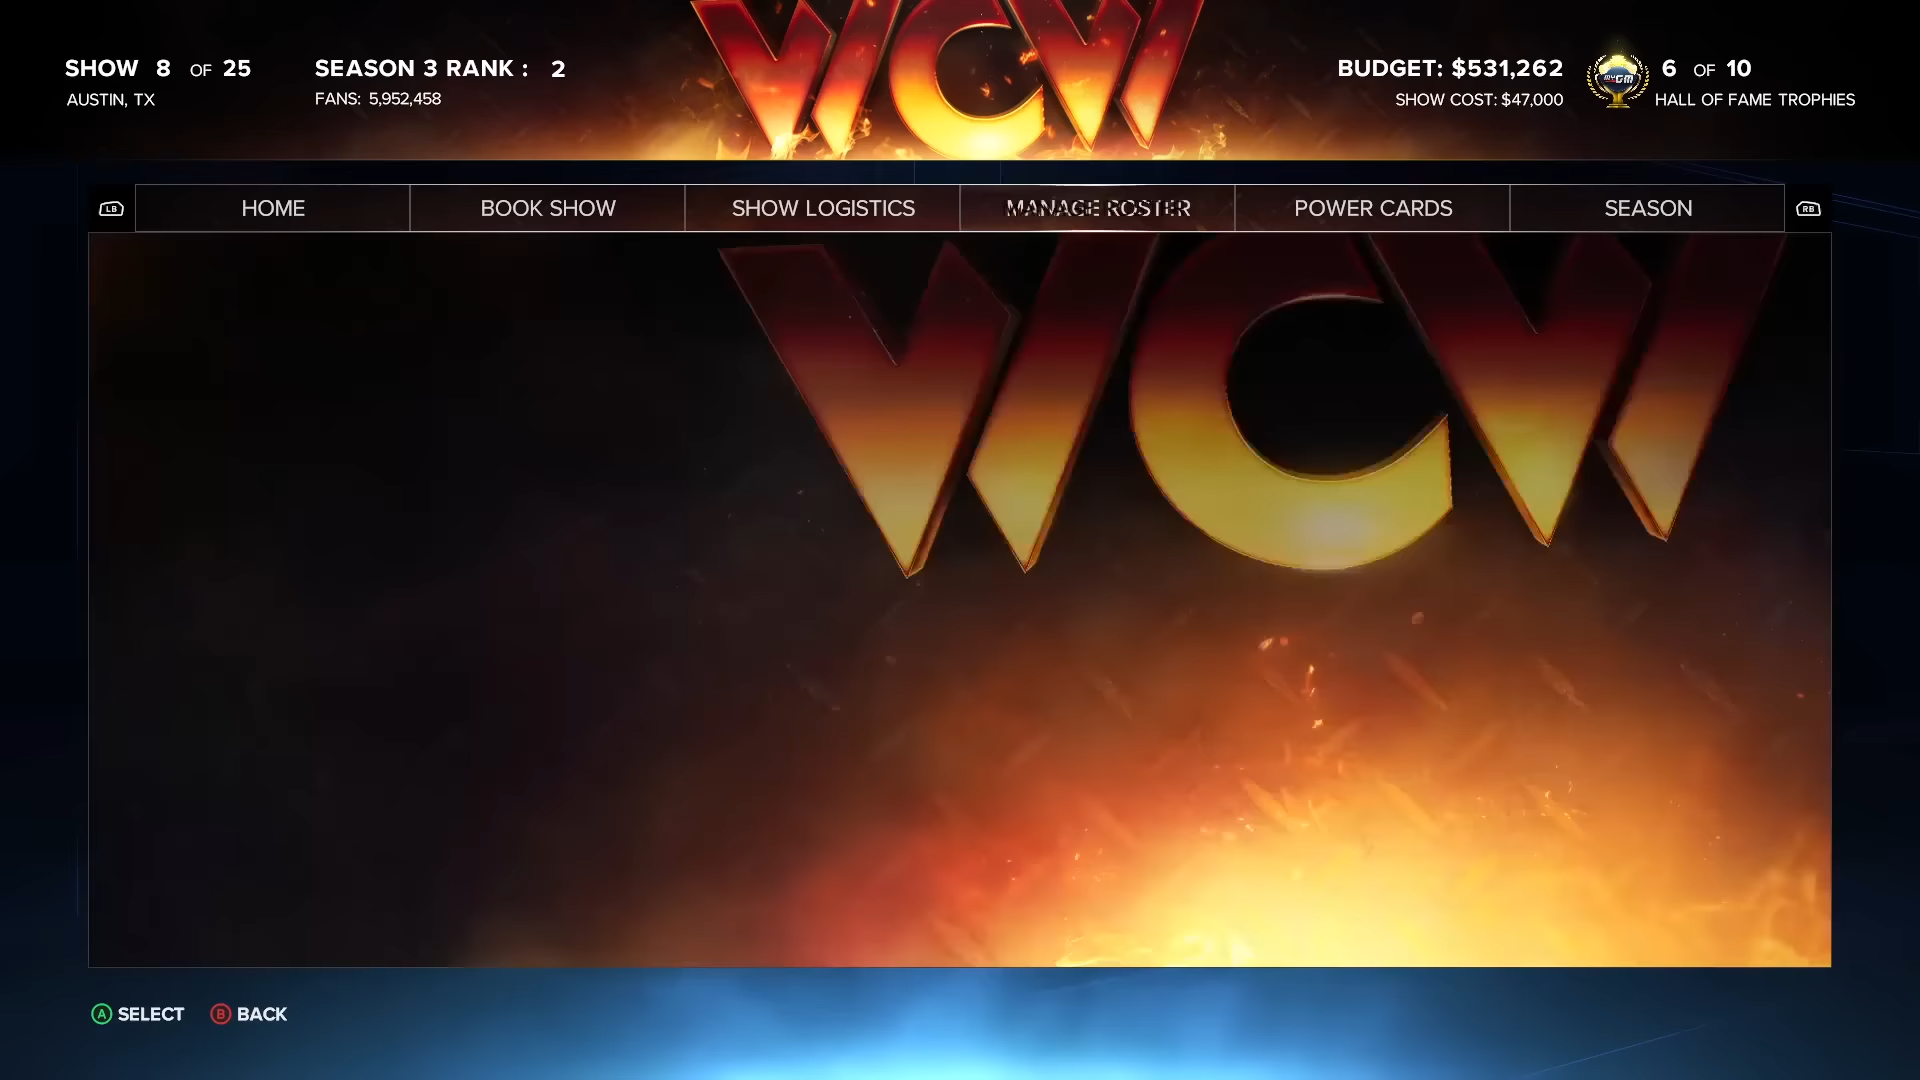 WCW
SHOW 8 OF 25
AUSTIN, TX
SEASON 3 RANK : 2
FANS: 5,952,458
BUDGET: $531,262
SHOW COST: $47,000
MyGM
6 OF 10
HALL OF FAME TROPHIES
LB
HOME
BOOK SHOW
SHOW LOGISTICS
MANAGE ROSTER
POWER CARDS
SEASON
RB
WCW
A SELECT
B BACK